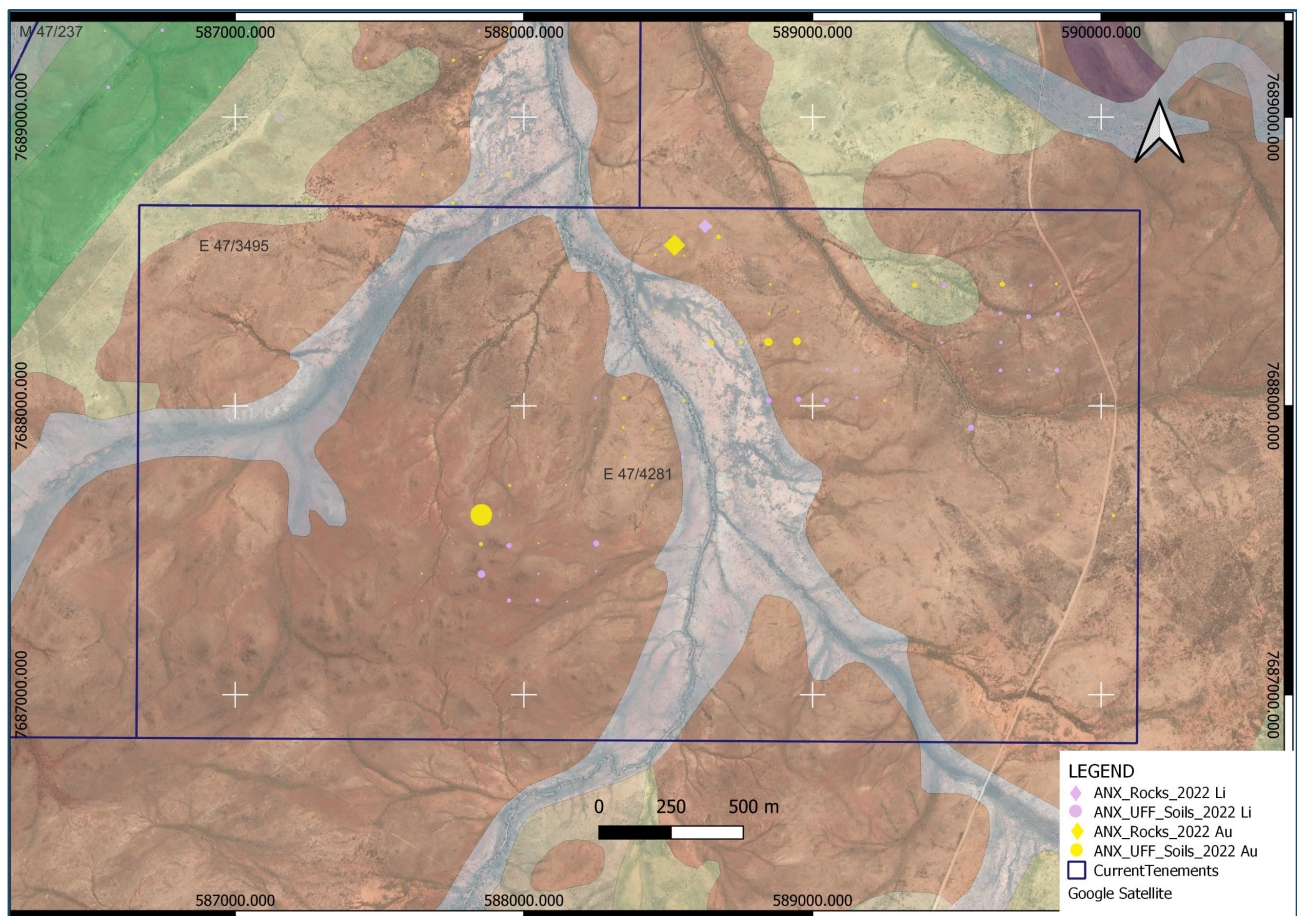 M 47/237
587000.000
588000.000
589000.000
590000.000
7689000.000
7689000.000
E 47/3495
7688000.000
7688000.000
E 47/4281
7687000.000
7687000.000
0 250 500 m
LEGEND
ANX_Rocks_2022 Li
ANX_UFF_Soils_2022 Li
ANX_Rocks_2022 Au
ANX_UFF_Soils_2022 Au
CurrentTenements
Google Satellite
587000.000
588000.000
589000.000